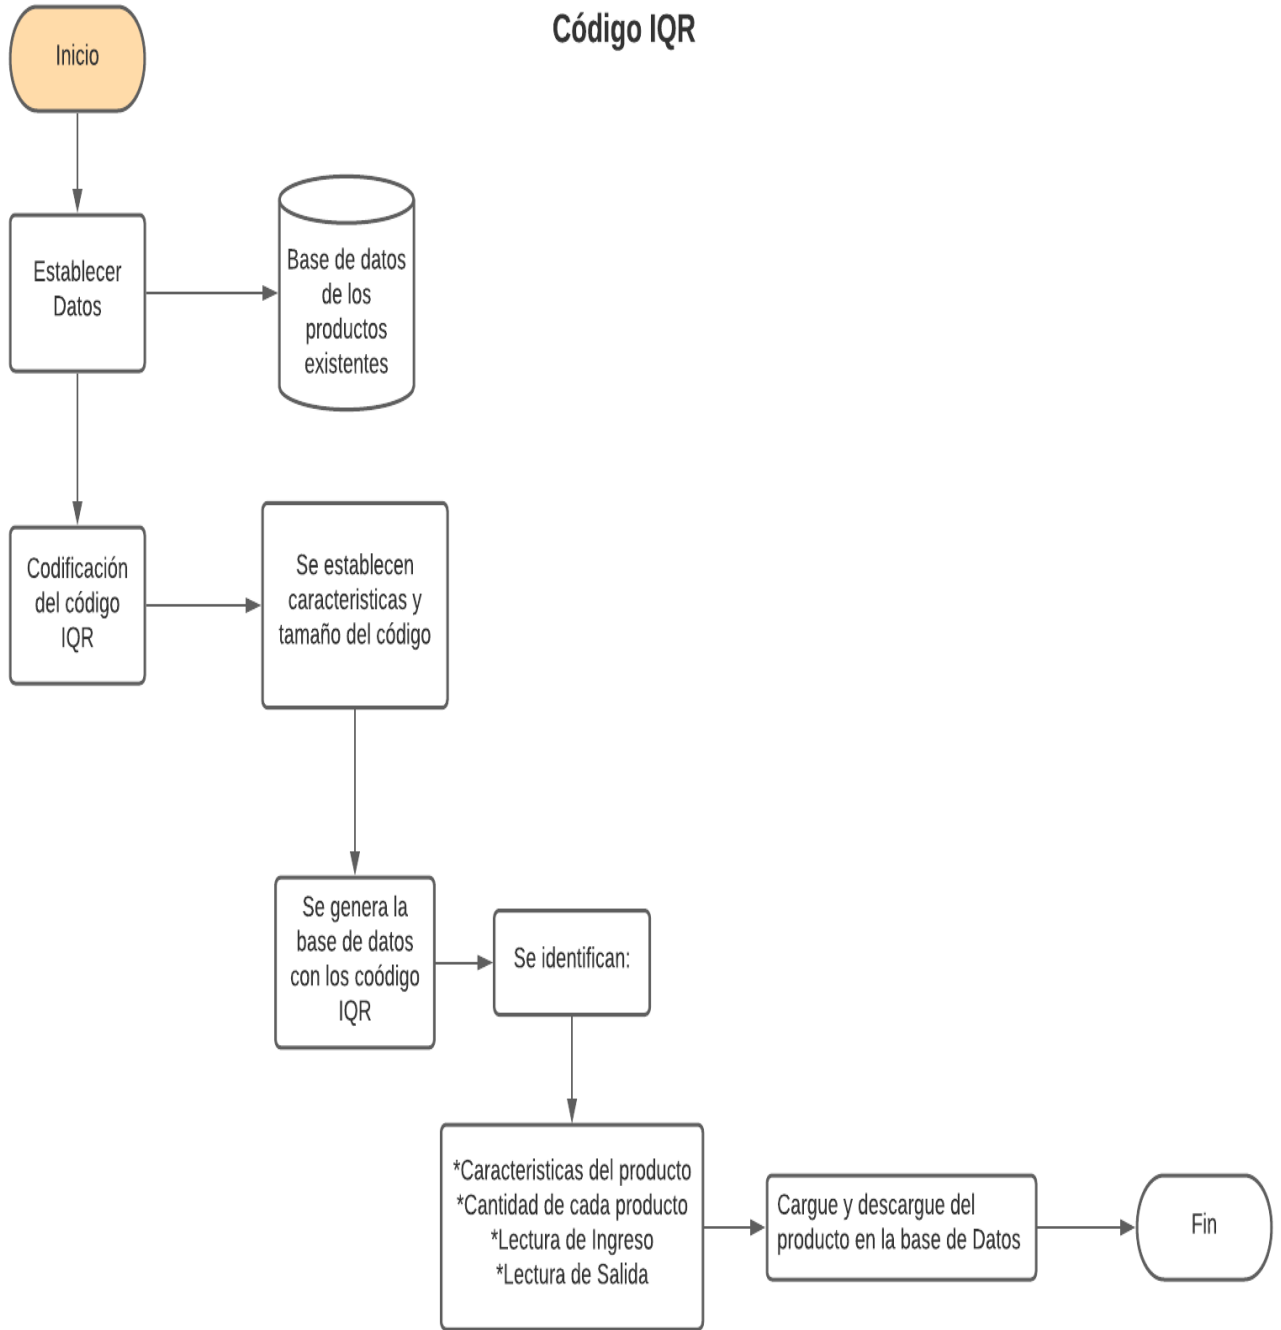 Código IQR
Inicio
Establecer
Datos
Base de datos
de los
productos
existentes
Codificación
del código
IQR
Se establecen
caracteristicas y
tamaño del código
Se genera la
base de datos
con los coódigo
IQR
Se identifican:
*Caracteristicas del producto
*Cantidad de cada producto
*Lectura de Ingreso
*Lectura de Salida
Cargue y descargue del
producto en la base de Datos
Fin